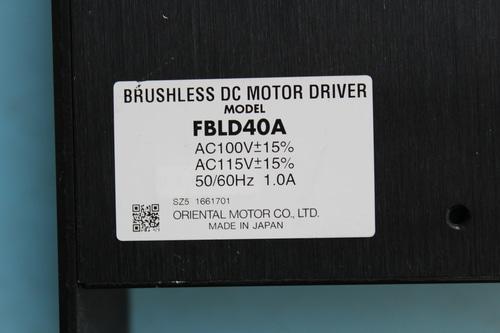 BRUSHLESS DC MOTOR DRIVER
MODEL
FBLD40A
AC100V±15%
AC115V±15%
50/60Hz 1.0A
SZ5 1661701
ORIENTAL MOTOR CO., LTD.
MADE IN JAPAN